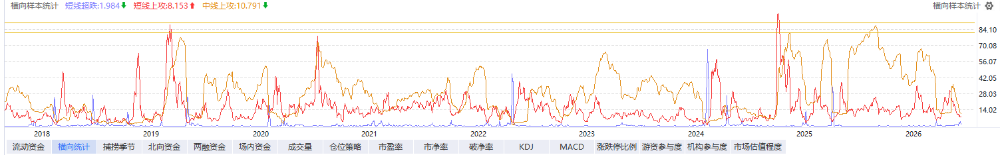 横向样本统计 短线超跌:1.984 短线上攻:8.153 中线上攻:10.791 横向样本统计
84.10
70.08
56.07
42.05
28.03
14.02
2018 2019 2020 2021 2022 2023 2024 2025 2026
流动资金 横向统计 捕捞季节 北向资金 两融资金 场内资金 成交量 仓位策略 市盈率 市净率 破净率 KDJ MACD 涨跌停比例 游资参与度 机构参与度 市场估值程度